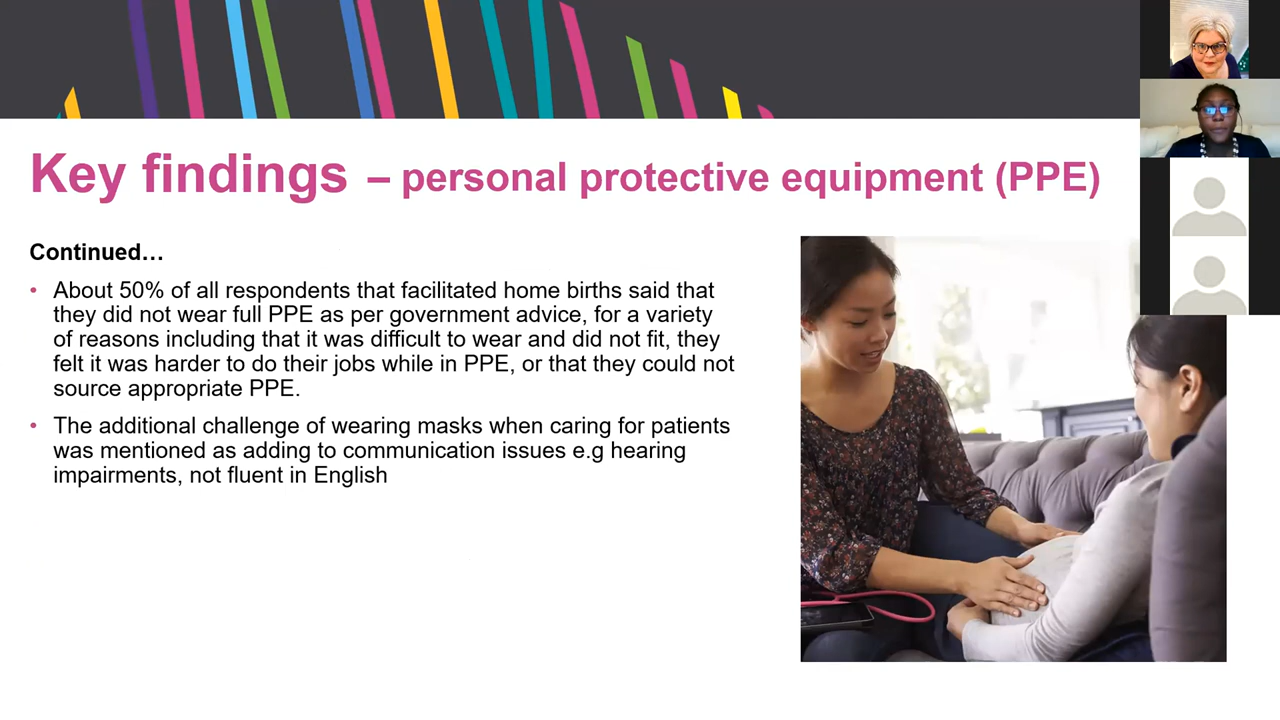 Key findings – personal protective equipment (PPE)
Continued…
• About 50% of all respondents that facilitated home births said that
they did not wear full PPE as per government advice, for a variety
of reasons including that it was difficult to wear and did not fit, they
felt it was harder to do their jobs while in PPE, or that they could not
source appropriate PPE.
• The additional challenge of wearing masks when caring for patients
was mentioned as adding to communication issues e.g hearing
impairments, not fluent in English